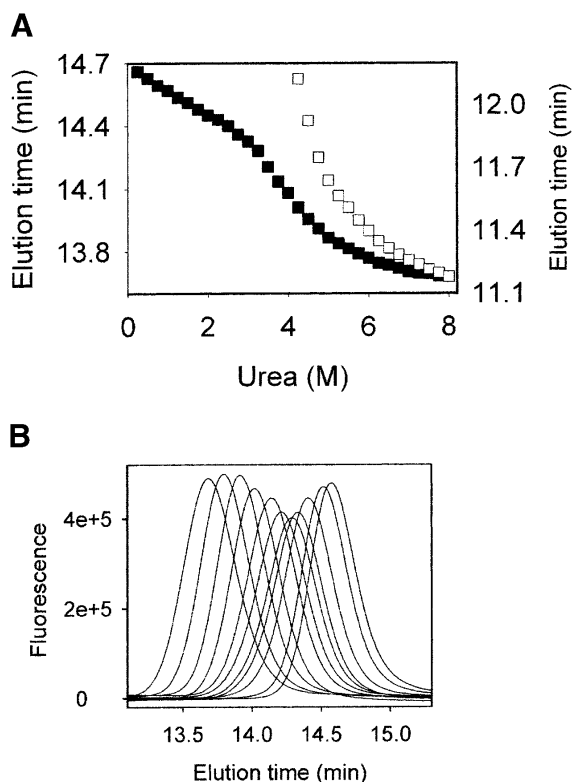 A
Elution time (min)
14.7
14.4
14.1
13.8
12.0
11.7
11.4
11.1
Elution time (min)
0 2 4 6 8
Urea (M)
B
Fluorescence
4e+5
2e+5
0
13.5 14.0 14.5 15.0
Elution time (min)